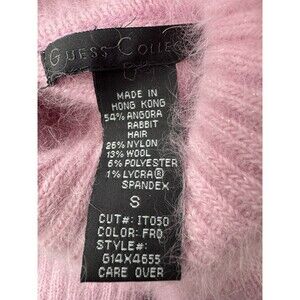 GUESS COLLEC
MADE IN
HONG KONG
54% ANGORA
RABBIT
HAIR
26% NYLON
13% WOOL
6% POLYESTER
1% LYCRA®
SPANDEX
S
CUT#: IT050
COLOR: FRO
STYLE#:
G14X4655
CARE OVER